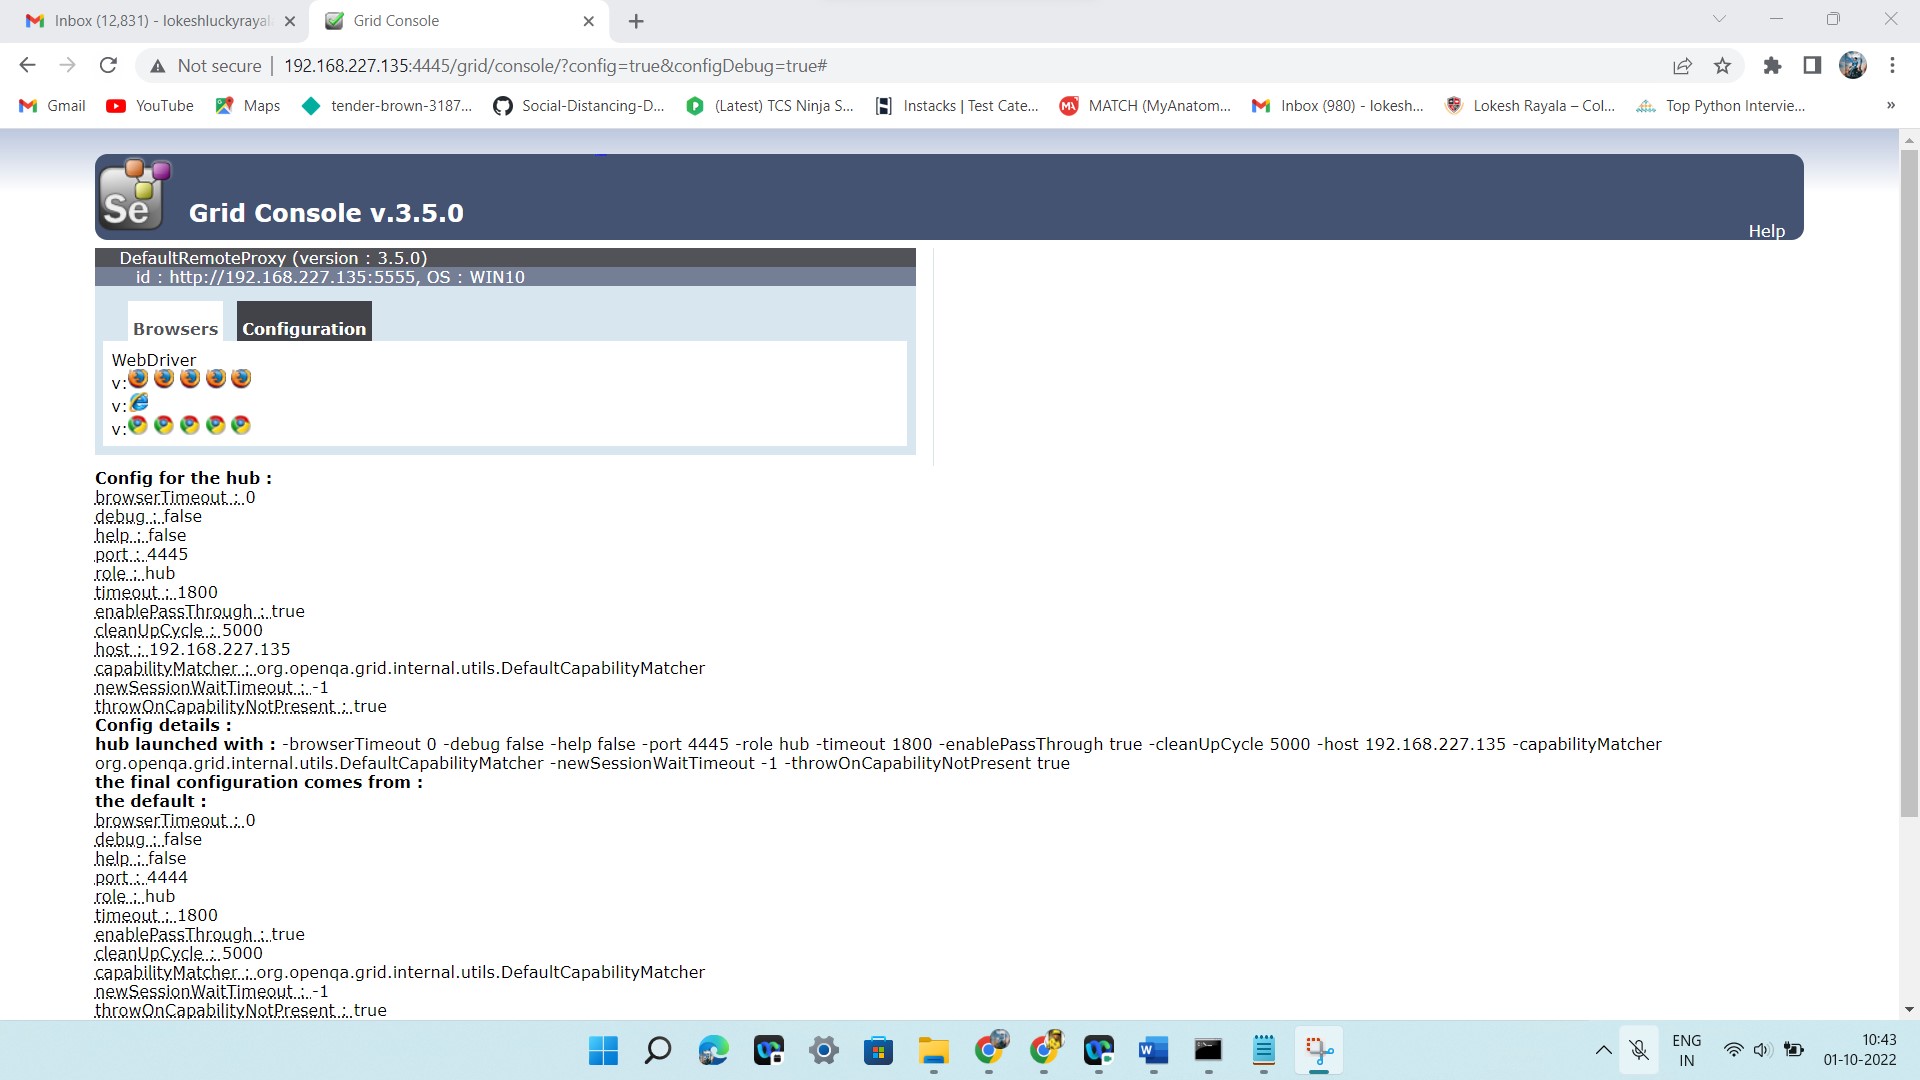 Inbox (12,831) - lokeshluckyrayal
Grid Console
Not secure | 192.168.227.135:4445/grid/console/?config=true&configDebug=true#
Gmail YouTube Maps tender-brown-3187... Social-Distancing-D... (Latest) TCS Ninja S... Instacks | Test Cate... MATCH (MyAnatom... Inbox (980) - lokesh... Lokesh Rayala – Col... Top Python Intervie... »
Se
Grid Console v.3.5.0
Help
DefaultRemoteProxy (version : 3.5.0)
id : http://192.168.227.135:5555, OS : WIN10
Browsers Configuration
WebDriver
v:
v:
v:
Config for the hub :
browserTimeout : 0
debug : false
help : false
port : 4445
role : hub
timeout : 1800
enablePassThrough : true
cleanUpCycle : 5000
host : 192.168.227.135
capabilityMatcher : org.openqa.grid.internal.utils.DefaultCapabilityMatcher
newSessionWaitTimeout : -1
throwOnCapabilityNotPresent : true
Config details :
hub launched with : -browserTimeout 0 -debug false -help false -port 4445 -role hub -timeout 1800 -enablePassThrough true -cleanUpCycle 5000 -host 192.168.227.135 -capabilityMatcher
org.openqa.grid.internal.utils.DefaultCapabilityMatcher -newSessionWaitTimeout -1 -throwOnCapabilityNotPresent true
the final configuration comes from :
the default :
browserTimeout : 0
debug : false
help : false
port : 4444
role : hub
timeout : 1800
enablePassThrough : true
cleanUpCycle : 5000
capabilityMatcher : org.openqa.grid.internal.utils.DefaultCapabilityMatcher
newSessionWaitTimeout : -1
throwOnCapabilityNotPresent : true
ENG
IN
10:43
01-10-2022